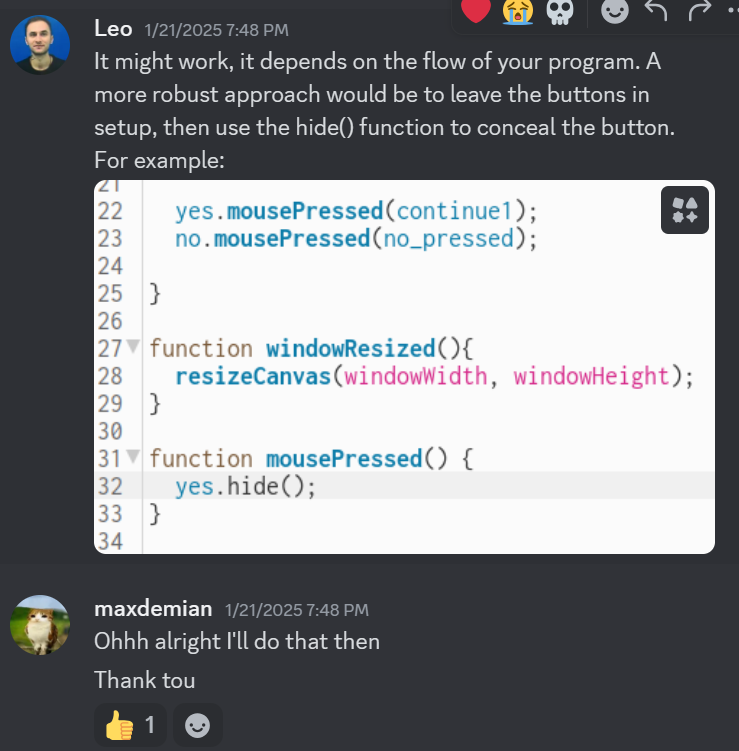 Leo 1/21/2025 7:48 PM
It might work, it depends on the flow of your program. A
more robust approach would be to leave the buttons in
setup, then use the hide() function to conceal the button.
For example:
21
22 yes.mousePressed(continue1);
23 no.mousePressed(no_pressed);
24
25 }
26
27 function windowResized(){
28 resizeCanvas(windowWidth, windowHeight);
29 }
30
31 function mousePressed() {
32 yes.hide();
33 }
34
maxdemian 1/21/2025 7:48 PM
Ohhh alright I'll do that then
Thank tou
1